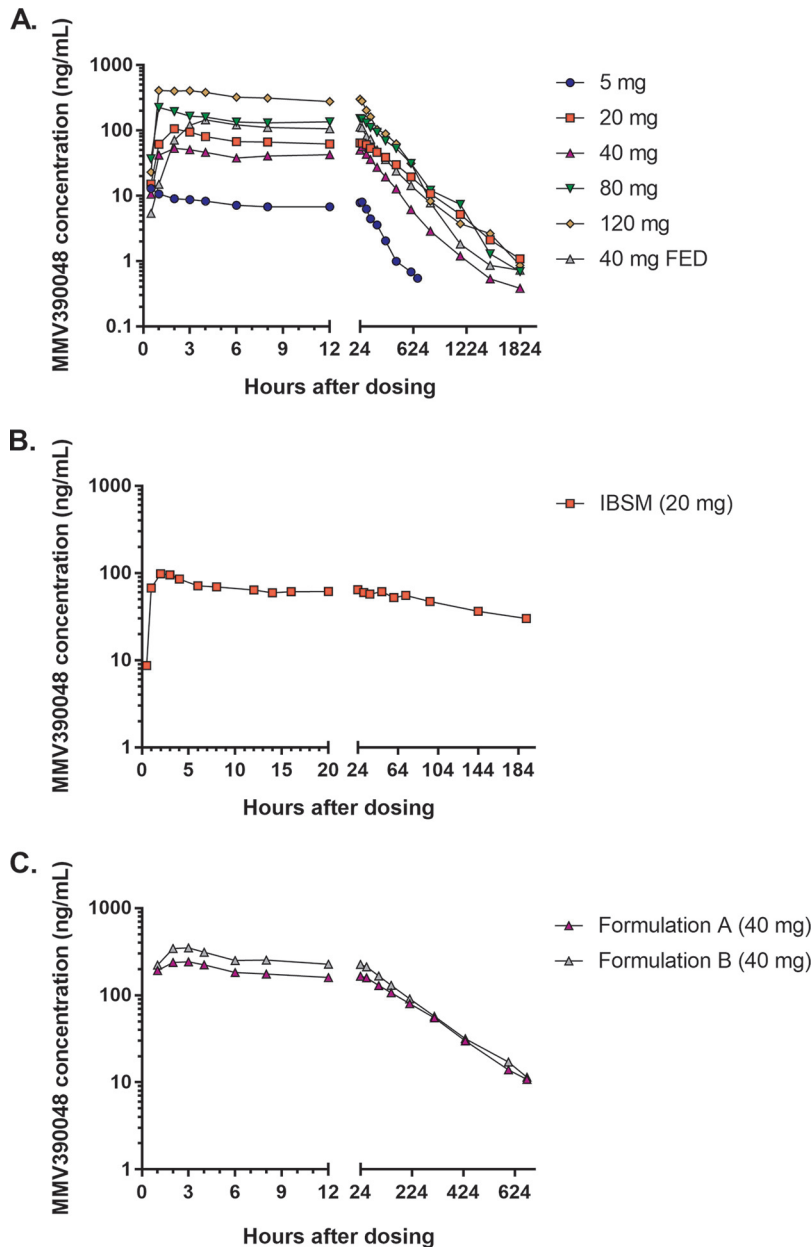 A.
MMV390048 concentration (ng/mL)
1000
100
10
1
0.1
0 3 6 9 12 24 624 1224 1824
Hours after dosing
5 mg
20 mg
40 mg
80 mg
120 mg
40 mg FED
B.
MMV390048 concentration (ng/mL)
1000
100
10
1
0 5 10 15 20 24 64 104 144 184
Hours after dosing
IBSM (20 mg)
C.
MMV390048 concentration (ng/mL)
1000
100
10
1
0 3 6 9 12 24 224 424 624
Hours after dosing
Formulation A (40 mg)
Formulation B (40 mg)